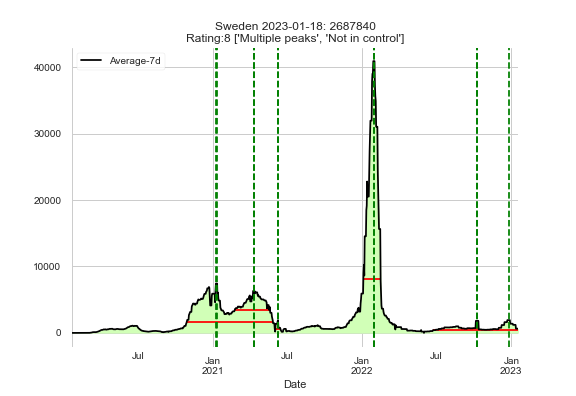 Sweden 2023-01-18: 2687840
Rating:8 ['Multiple peaks', 'Not in control']
Average-7d
40000
30000
20000
10000
0
Jul
Jan
2021
Jul
Jan
2022
Jul
Jan
2023
Date